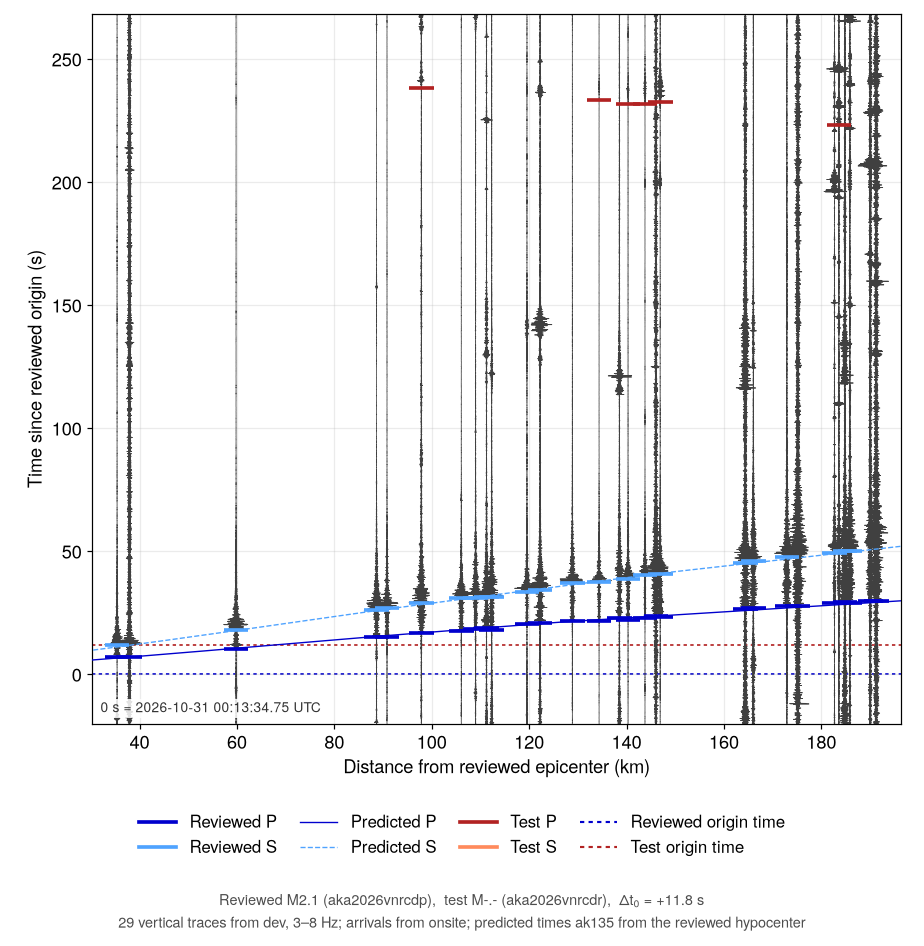 250
200
150
100
50
0
Time since reviewed origin (s)
0 s = 2026-10-31 00:13:34.75 UTC
40 60 80 100 120 140 160 180
Distance from reviewed epicenter (km)
Reviewed P Predicted P Test P Reviewed origin time
Reviewed S Predicted S Test S Test origin time
Reviewed M2.1 (aka2026vnrcdp), test M-.- (aka2026vnrcdr), Δt₀ = +11.8 s
29 vertical traces from dev, 3–8 Hz; arrivals from onsite; predicted times ak135 from the reviewed hypocenter